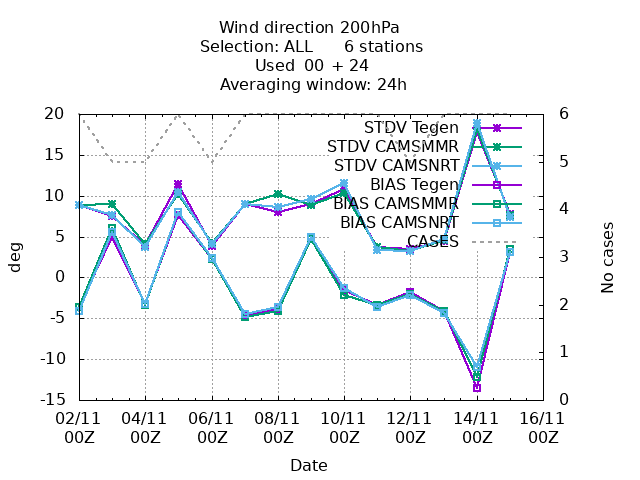 Wind direction 200hPa
Selection: ALL 6 stations
Used 00 + 24
Averaging window: 24h
20
15
10
5
0
-5
-10
-15
deg
6
5
4
3
2
1
0
No cases
STDV Tegen
STDV CAMSMMR
STDV CAMSNRT
BIAS Tegen
BIAS CAMSMMR
BIAS CAMSNRT
CASES
02/11 04/11 06/11 08/11 10/11 12/11 14/11 16/11
00Z 00Z 00Z 00Z 00Z 00Z 00Z 00Z
Date